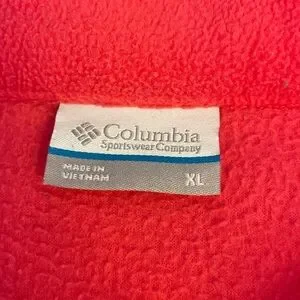 Columbia
Sportswear Company
MADE IN
VIETNAM
XL